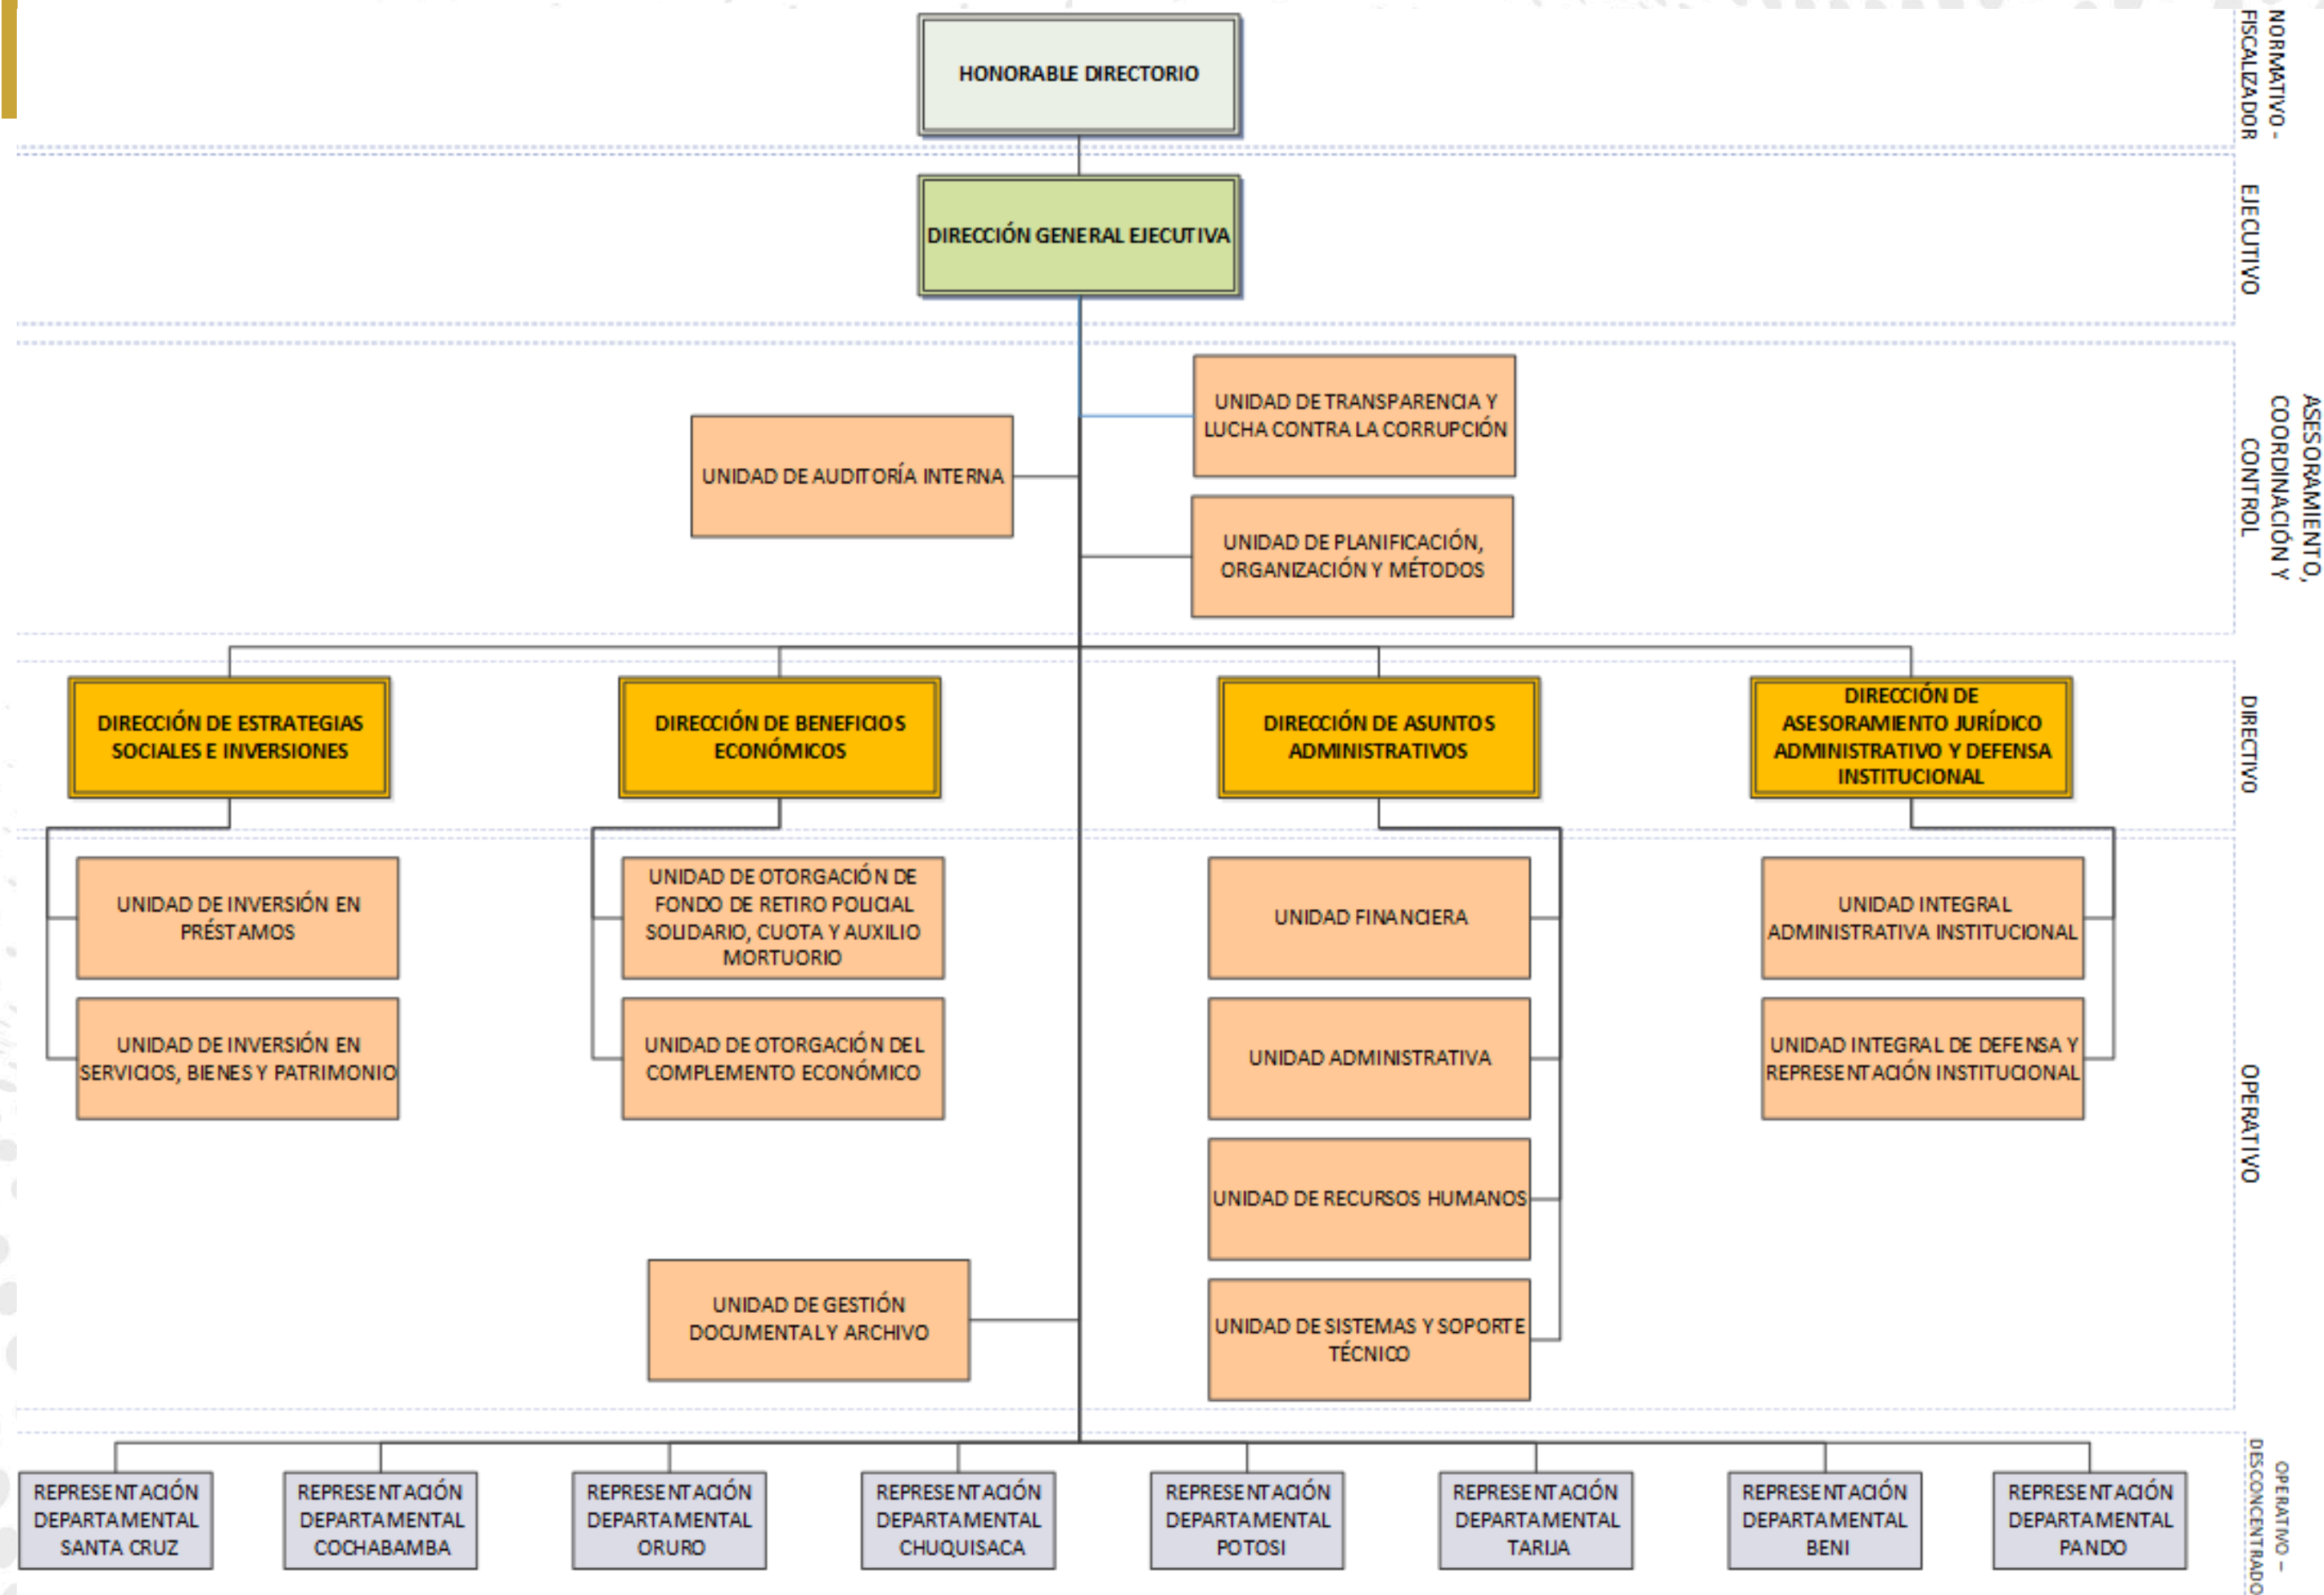 HONORABLE DIRECTORIO
NORMATIVO -
FISCALIZADOR
DIRECCIÓN GENERAL EJECUTIVA
EJECUTIVO
UNIDAD DE TRANSPARENCIA Y
LUCHA CONTRA LA CORRUPCIÓN
UNIDAD DE AUDITORÍA INTERNA
UNIDAD DE PLANIFICACIÓN,
ORGANIZACIÓN Y MÉTODOS
ASESORAMIENTO,
COORDINACIÓN Y
CONTROL
DIRECCIÓN DE ESTRATEGIAS
SOCIALES E INVERSIONES
DIRECCIÓN DE BENEFICIOS
ECONÓMICOS
DIRECCIÓN DE ASUNTOS
ADMINISTRATIVOS
DIRECCIÓN DE
ASESORAMIENTO JURÍDICO
ADMINISTRATIVO Y DEFENSA
INSTITUCIONAL
DIRECTIVO
UNIDAD DE INVERSIÓN EN
PRÉSTAMOS
UNIDAD DE OTORGACIÓN DE
FONDO DE RETIRO POLICIAL
SOLIDARIO, CUOTA Y AUXILIO
MORTUORIO
UNIDAD FINANCIERA
UNIDAD INTEGRAL
ADMINISTRATIVA INSTITUCIONAL
UNIDAD DE INVERSIÓN EN
SERVICIOS, BIENES Y PATRIMONIO
UNIDAD DE OTORGACIÓN DEL
COMPLEMENTO ECONÓMICO
UNIDAD ADMINISTRATIVA
UNIDAD INTEGRAL DE DEFENSA Y
REPRESENTACIÓN INSTITUCIONAL
UNIDAD DE RECURSOS HUMANOS
UNIDAD DE GESTIÓN
DOCUMENTAL Y ARCHIVO
UNIDAD DE SISTEMAS Y SOPORTE
TÉCNICO
OPERATIVO
REPRESENTACIÓN
DEPARTAMENTAL
SANTA CRUZ
REPRESENTACIÓN
DEPARTAMENTAL
COCHABAMBA
REPRESENTACIÓN
DEPARTAMENTAL
ORURO
REPRESENTACIÓN
DEPARTAMENTAL
CHUQUISACA
REPRESENTACIÓN
DEPARTAMENTAL
POTOSI
REPRESENTACIÓN
DEPARTAMENTAL
TARIJA
REPRESENTACIÓN
DEPARTAMENTAL
BENI
REPRESENTACIÓN
DEPARTAMENTAL
PANDO
OPERATIVO –
DESCONCENTRADO